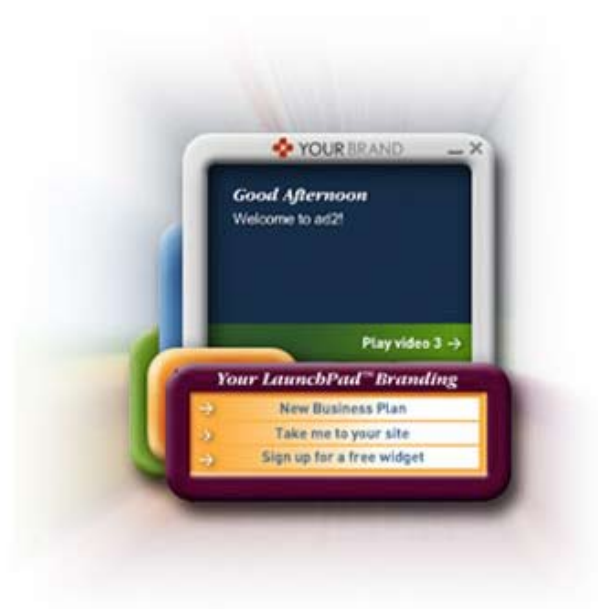 YOUR BRAND
Good Afternoon
Welcome to ad2!
Play video 3 →
Your LaunchPad™ Branding
New Business Plan
Take me to your site
Sign up for a free widget